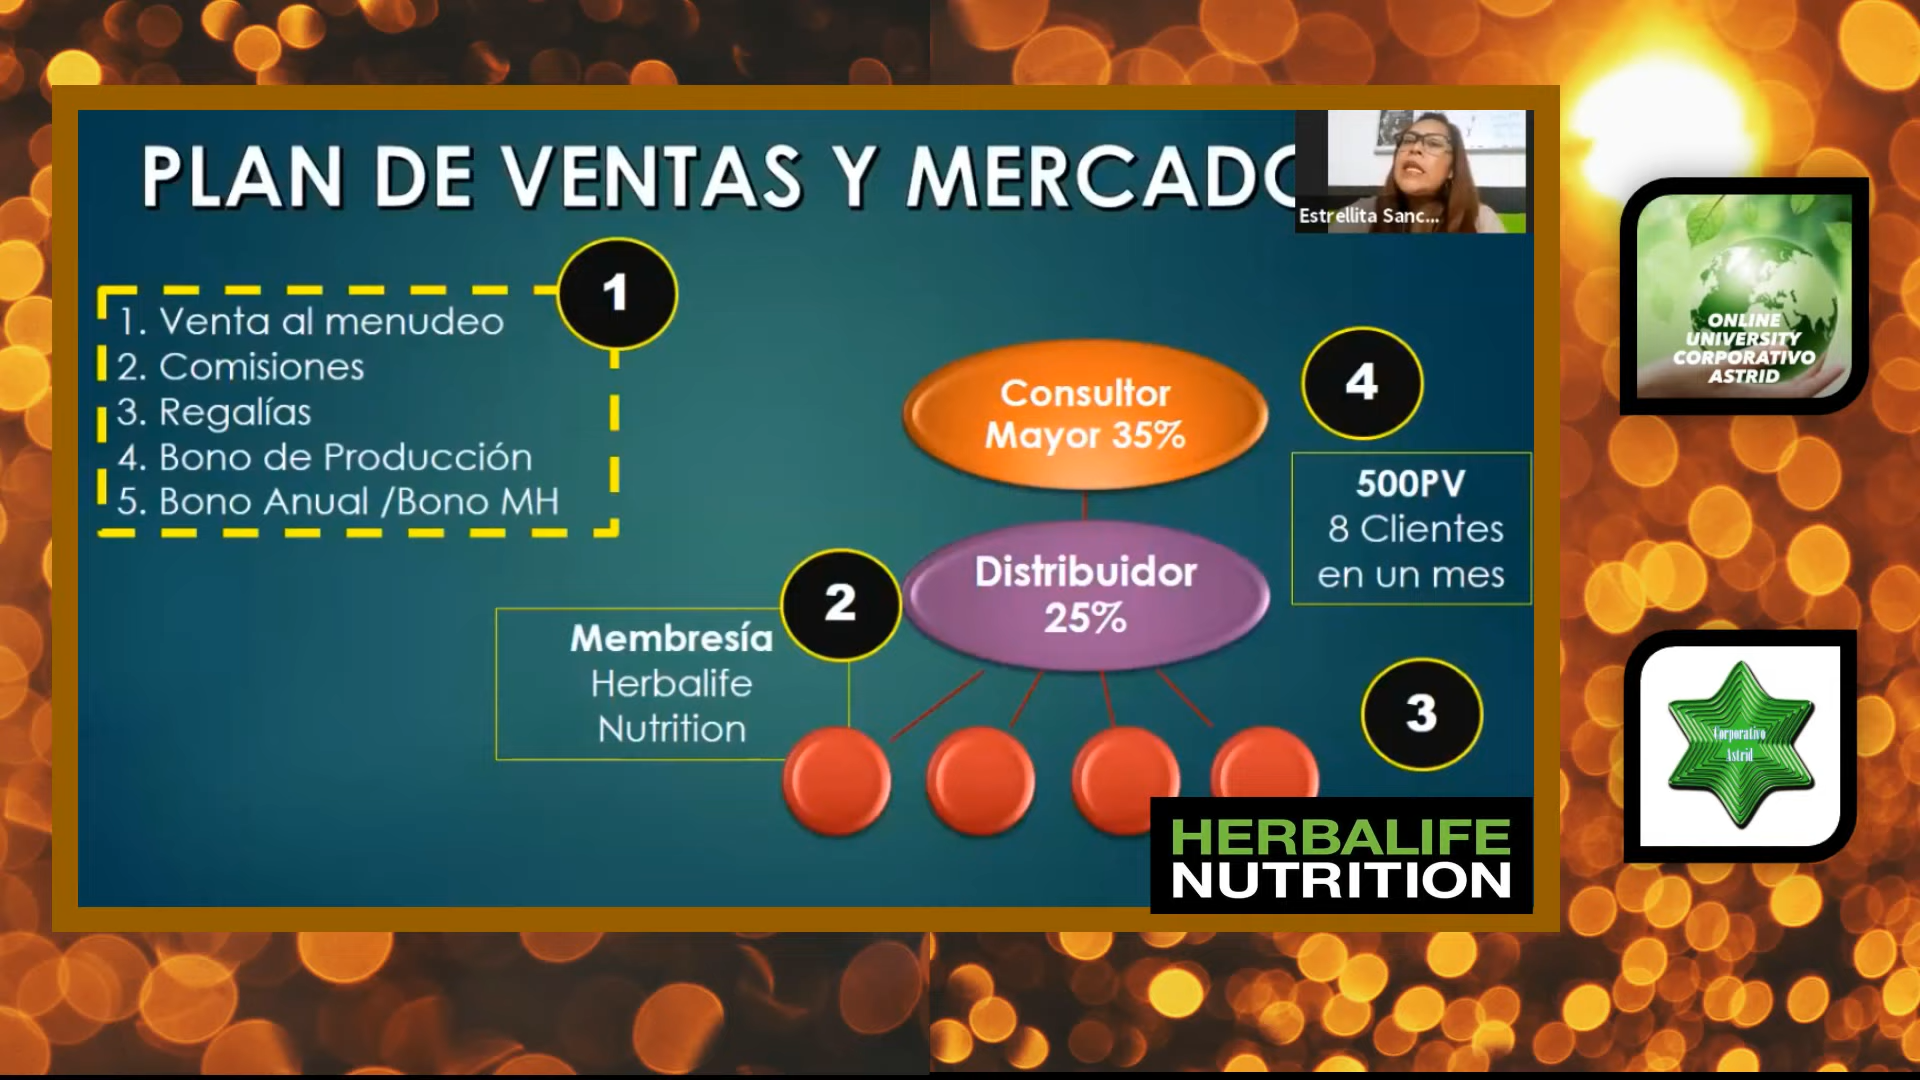 PLAN DE VENTAS Y MERCADO
Estrellita Sanc...
1
1. Venta al menudeo
2. Comisiones
3. Regalías
4. Bono de Producción
5. Bono Anual /Bono MH
Consultor
Mayor 35%
4
500PV
8 Clientes
en un mes
Distribuidor
25%
2
Membresía
Herbalife
Nutrition
3
HERBALIFE
NUTRITION
ONLINE
UNIVERSITY
CORPORATIVO
ASTRID
Corporativo
Astrid